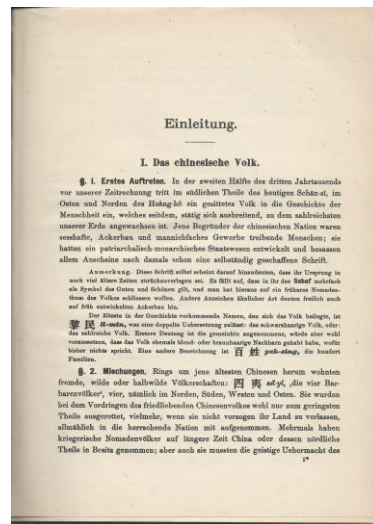 Einleitung.
I. Das chinesische Volk.
§. 1. Erstes Auftreten. In der zweiten Hälfte des dritten Jahrtausends
vor unserer Zeitrechnung tritt im südlichen Theile des heutigen Schān-sī, im
Osten und Norden des Hoâng-hô ein gesittetes Volk in die Geschichte der
Menschheit ein, welches seitdem, stätig sich ausbreitend, zu dem zahlreichsten
unserer Erde angewachsen ist. Jene Begründer der chinesischen Nation waren
sesshafte, Ackerbau und mannichfache Gewerbe treibende Menschen; sie
hatten ein patriarchalisch-monarchisches Staatswesen entwickelt und besassen
allem Anscheine nach damals schon eine selbständig geschaffene Schrift.
Anmerkung. Diese Schrift selbst scheint darauf hinzudeuten, dass ihr Ursprung in
noch viel ältere Zeiten zurückzuverlegen sei. Es fällt auf, dass in ihr das Schaf mehrfach
als Symbol des Guten und Schönen gilt, und man hat hieraus auf ein früheres Nomaden-
thum des Volkes schliessen wollen. Andere Anzeichen ähnlicher Art deuten freilich auch
auf früh entwickelten Ackerbau hin.
Der älteste in der Geschichte vorkommende Namen, den sich das Volk beilegte, ist
黎民 li-mîn, was eine doppelte Uebersetzung zulässt: das schwarzhaarige Volk, oder:
das zahlreiche Volk. Erstere Deutung ist die gemeinhin angenommene, würde aber wohl
voraussetzen, dass das Volk ehemals blond- oder braunhaarige Nachbarn gehabt habe, wofür
bisher nichts spricht. Eine andere Bezeichnung ist 百姓 pek-sing, die hundert
Familien.
§. 2. Mischungen. Rings um jene ältesten Chinesen herum wohnten
fremde, wilde oder halbwilde Völkerschaften: 四夷 sé-yî, „die vier Bar-
barenvölker“, vier, nämlich im Norden, Süden, Westen und Osten. Sie wurden
bei dem Vordringen des friedliebenden Chinesenvolkes wohl nur zum geringsten
Theile ausgerottet, vielmehr, wenn sie nicht vorzogen ihr Land zu verlassen,
allmählich in die herrschende Nation mit aufgenommen. Mehrmals haben
kriegerische Nomadenvölker auf längere Zeit China oder dessen nördliche
Theile in Besitz genommen; aber auch sie mussten die geistige Uebermacht des
1*